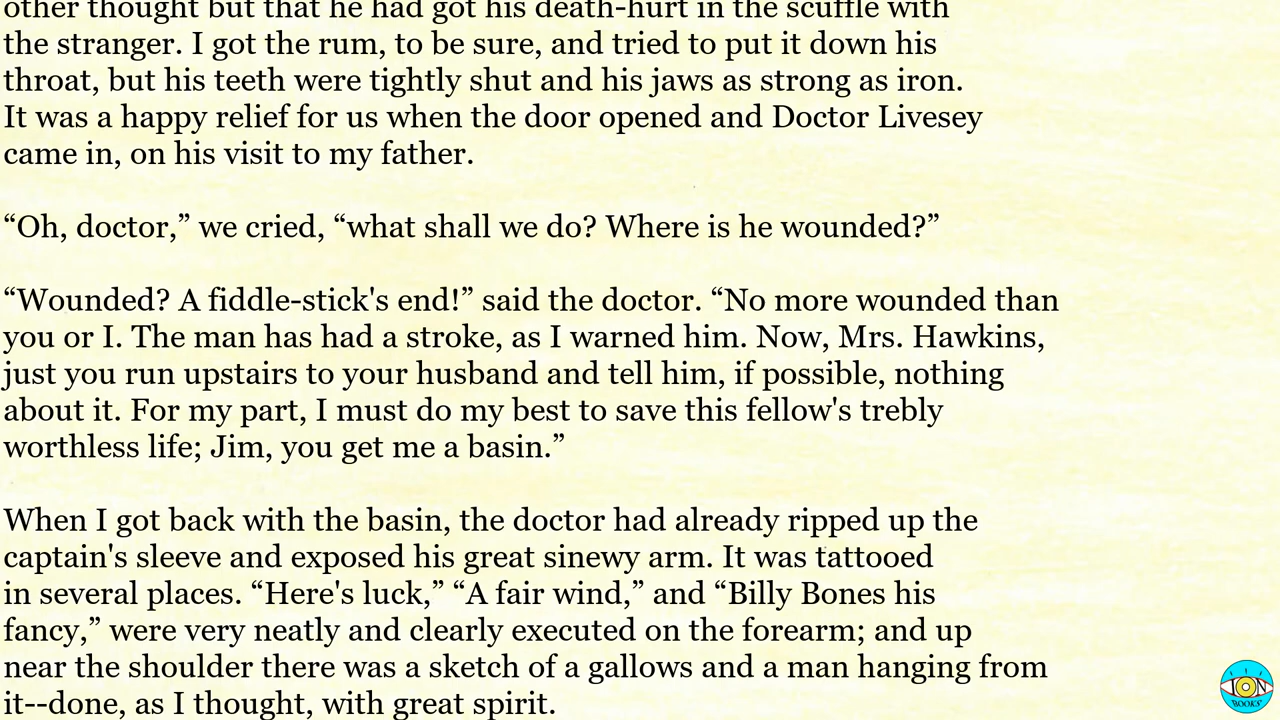 other thought but that he had got his death-hurt in the scuffle with
the stranger. I got the rum, to be sure, and tried to put it down his
throat, but his teeth were tightly shut and his jaws as strong as iron.
It was a happy relief for us when the door opened and Doctor Livesey
came in, on his visit to my father.
“Oh, doctor,” we cried, “what shall we do? Where is he wounded?”
“Wounded? A fiddle-stick's end!” said the doctor. “No more wounded than
you or I. The man has had a stroke, as I warned him. Now, Mrs. Hawkins,
just you run upstairs to your husband and tell him, if possible, nothing
about it. For my part, I must do my best to save this fellow's trebly
worthless life; Jim, you get me a basin.”
When I got back with the basin, the doctor had already ripped up the
captain's sleeve and exposed his great sinewy arm. It was tattooed
in several places. “Here's luck,” “A fair wind,” and “Billy Bones his
fancy,” were very neatly and clearly executed on the forearm; and up
near the shoulder there was a sketch of a gallows and a man hanging from
it--done, as I thought, with great spirit.
ION
BOOKS